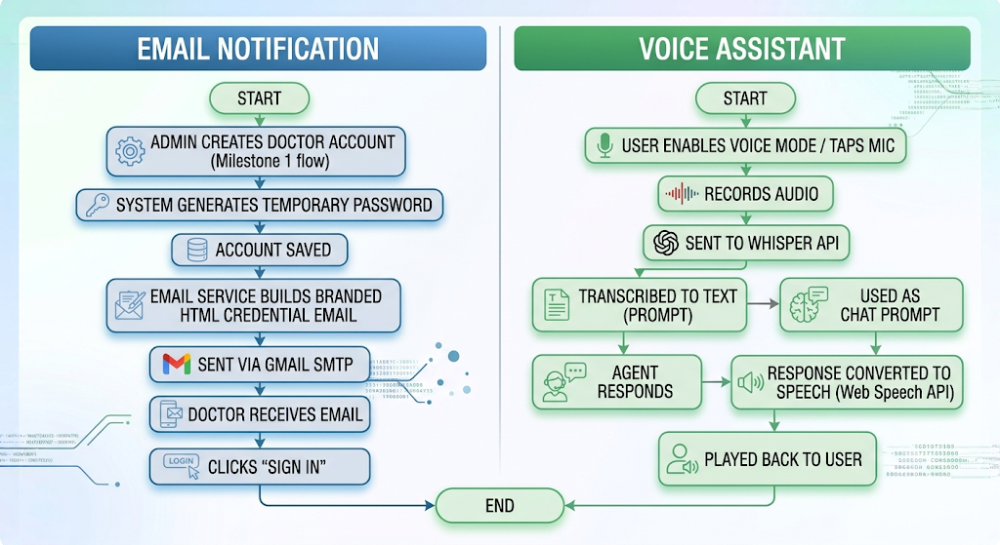 EMAIL NOTIFICATION
START
ADMIN CREATES DOCTOR ACCOUNT
(Milestone 1 flow)
SYSTEM GENERATES TEMPORARY PASSWORD
ACCOUNT SAVED
EMAIL SERVICE BUILDS BRANDED
HTML CREDENTIAL EMAIL
SENT VIA GMAIL SMTP
DOCTOR RECEIVES EMAIL
LOGIN
CLICKS “SIGN IN”
VOICE ASSISTANT
START
USER ENABLES VOICE MODE / TAPS MIC
RECORDS AUDIO
SENT TO WHISPER API
TRANSCRIBED TO TEXT
(PROMPT)
USED AS
CHAT PROMPT
AGENT
RESPONDS
RESPONSE CONVERTED TO
SPEECH (Web Speech API)
PLAYED BACK TO USER
END